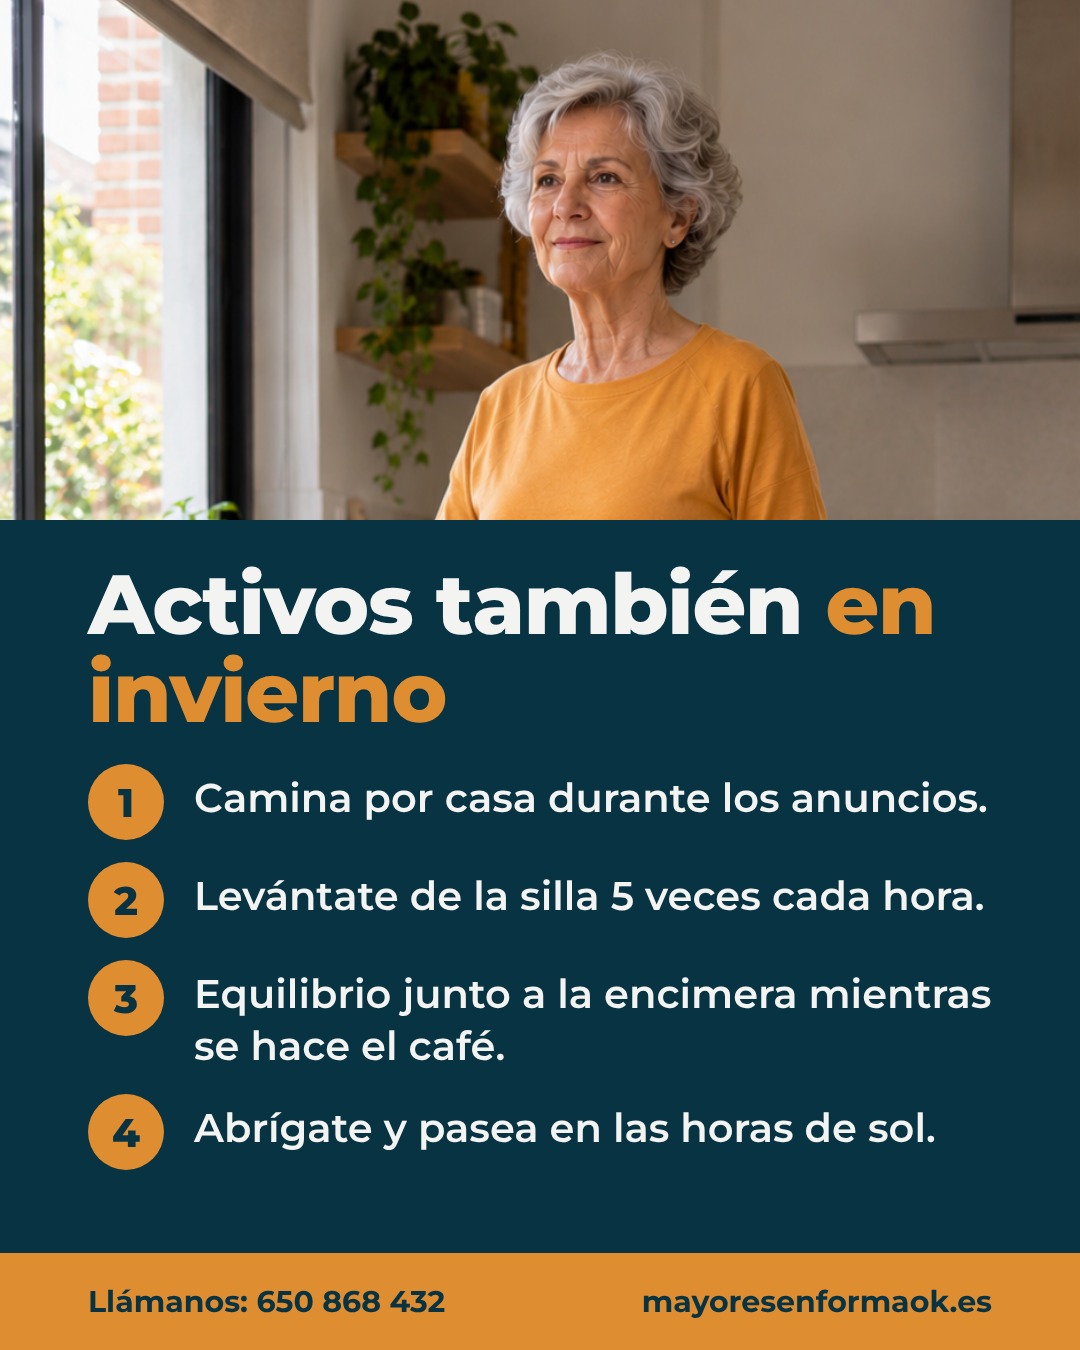 Activos también en
invierno
1 Camina por casa durante los anuncios.
2 Levántate de la silla 5 veces cada hora.
3 Equilibrio junto a la encimera mientras
se hace el café.
4 Abrígate y pasea en las horas de sol.
Llámanos: 650 868 432 mayoresenformaok.es